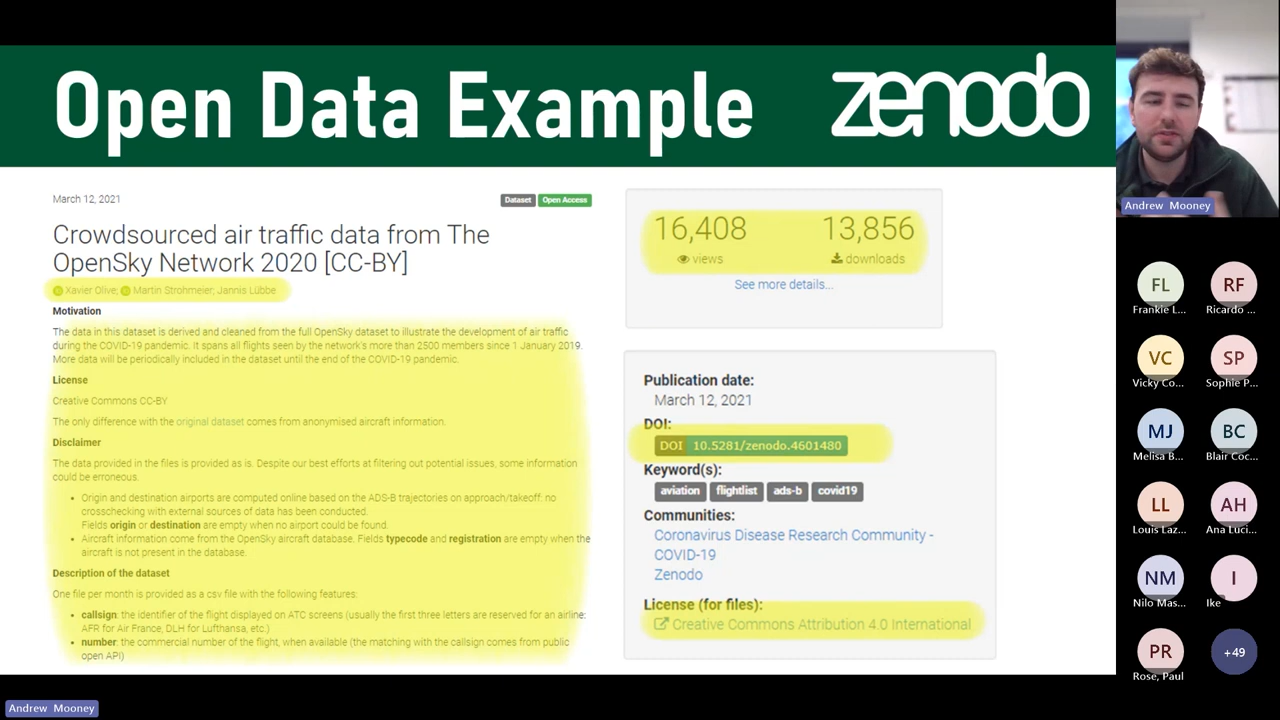 Open Data Example
zenodo
March 12, 2021
Dataset
Open Access
Crowdsourced air traffic data from The
OpenSky Network 2020 [CC-BY]
Xavier Olive; Martin Strohmeier; Jannis Lübbe
Motivation
The data in this dataset is derived and cleaned from the full OpenSky dataset to illustrate the development of air traffic
during the COVID-19 pandemic. It spans all flights seen by the network's more than 2500 members since 1 January 2019.
More data will be periodically included in the dataset until the end of the COVID-19 pandemic.
License
Creative Commons CC-BY
The only difference with the original dataset comes from anonymised aircraft information.
Disclaimer
The data provided in the files is provided as is. Despite our best efforts at filtering out potential issues, some information
could be erroneous.
• Origin and destination airports are computed online based on the ADS-B trajectories on approach/takeoff: no
crosschecking with external sources of data has been conducted.
Fields origin or destination are empty when no airport could be found.
• Aircraft information come from the OpenSky aircraft database. Fields typecode and registration are empty when the
aircraft is not present in the database.
Description of the dataset
One file per month is provided as a csv file with the following features:
• callsign: the identifier of the flight displayed on ATC screens (usually the first three letters are reserved for an airline:
AFR for Air France, DLH for Lufthansa, etc.)
• number: the commercial number of the flight, when available (the matching with the callsign comes from public
open API)
16,408
views
13,856
downloads
See more details...
Publication date:
March 12, 2021
DOI:
DOI 10.5281/zenodo.4601480
Keyword(s):
aviation flightlist ads-b covid19
Communities:
Coronavirus Disease Research Community -
COVID-19
Zenodo
License (for files):
Creative Commons Attribution 4.0 International
Andrew Mooney
FL
Frankie L...
RF
Ricardo ...
VC
Vicky Co...
SP
Sophie P...
MJ
Melisa B...
BC
Blair Coc...
LL
Louis Laz...
AH
Ana Luci...
NM
Nilo Mas...
I
Ike
PR
Rose, Paul
+49
Andrew Mooney